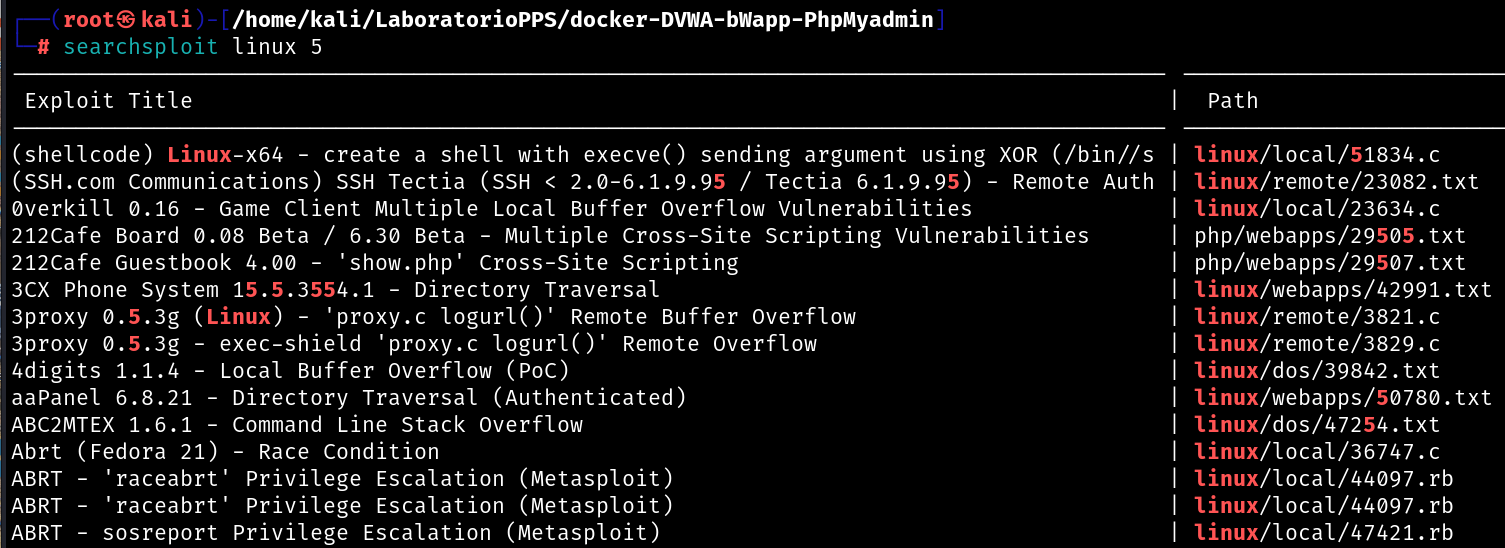 ┌──(root㉿kali)-[/home/kali/LaboratorioPPS/docker-DVWA-bWapp-PhpMyadmin]
└─# searchsploit linux 5
Exploit Title | Path
(shellcode) Linux-x64 - create a shell with execve() sending argument using XOR (/bin//s | linux/local/51834.c
(SSH.com Communications) SSH Tectia (SSH < 2.0-6.1.9.95 / Tectia 6.1.9.95) - Remote Auth | linux/remote/23082.txt
0verkill 0.16 - Game Client Multiple Local Buffer Overflow Vulnerabilities | linux/local/23634.c
212Cafe Board 0.08 Beta / 6.30 Beta - Multiple Cross-Site Scripting Vulnerabilities | php/webapps/29505.txt
212Cafe Guestbook 4.00 - 'show.php' Cross-Site Scripting | php/webapps/29507.txt
3CX Phone System 15.5.3554.1 - Directory Traversal | linux/webapps/42991.txt
3proxy 0.5.3g (Linux) - 'proxy.c logurl()' Remote Buffer Overflow | linux/remote/3821.c
3proxy 0.5.3g - exec-shield 'proxy.c logurl()' Remote Overflow | linux/remote/3829.c
4digits 1.1.4 - Local Buffer Overflow (PoC) | linux/dos/39842.txt
aaPanel 6.8.21 - Directory Traversal (Authenticated) | linux/webapps/50780.txt
ABC2MTEX 1.6.1 - Command Line Stack Overflow | linux/dos/47254.txt
Abrt (Fedora 21) - Race Condition | linux/local/36747.c
ABRT - 'raceabrt' Privilege Escalation (Metasploit) | linux/local/44097.rb
ABRT - 'raceabrt' Privilege Escalation (Metasploit) | linux/local/44097.rb
ABRT - sosreport Privilege Escalation (Metasploit) | linux/local/47421.rb